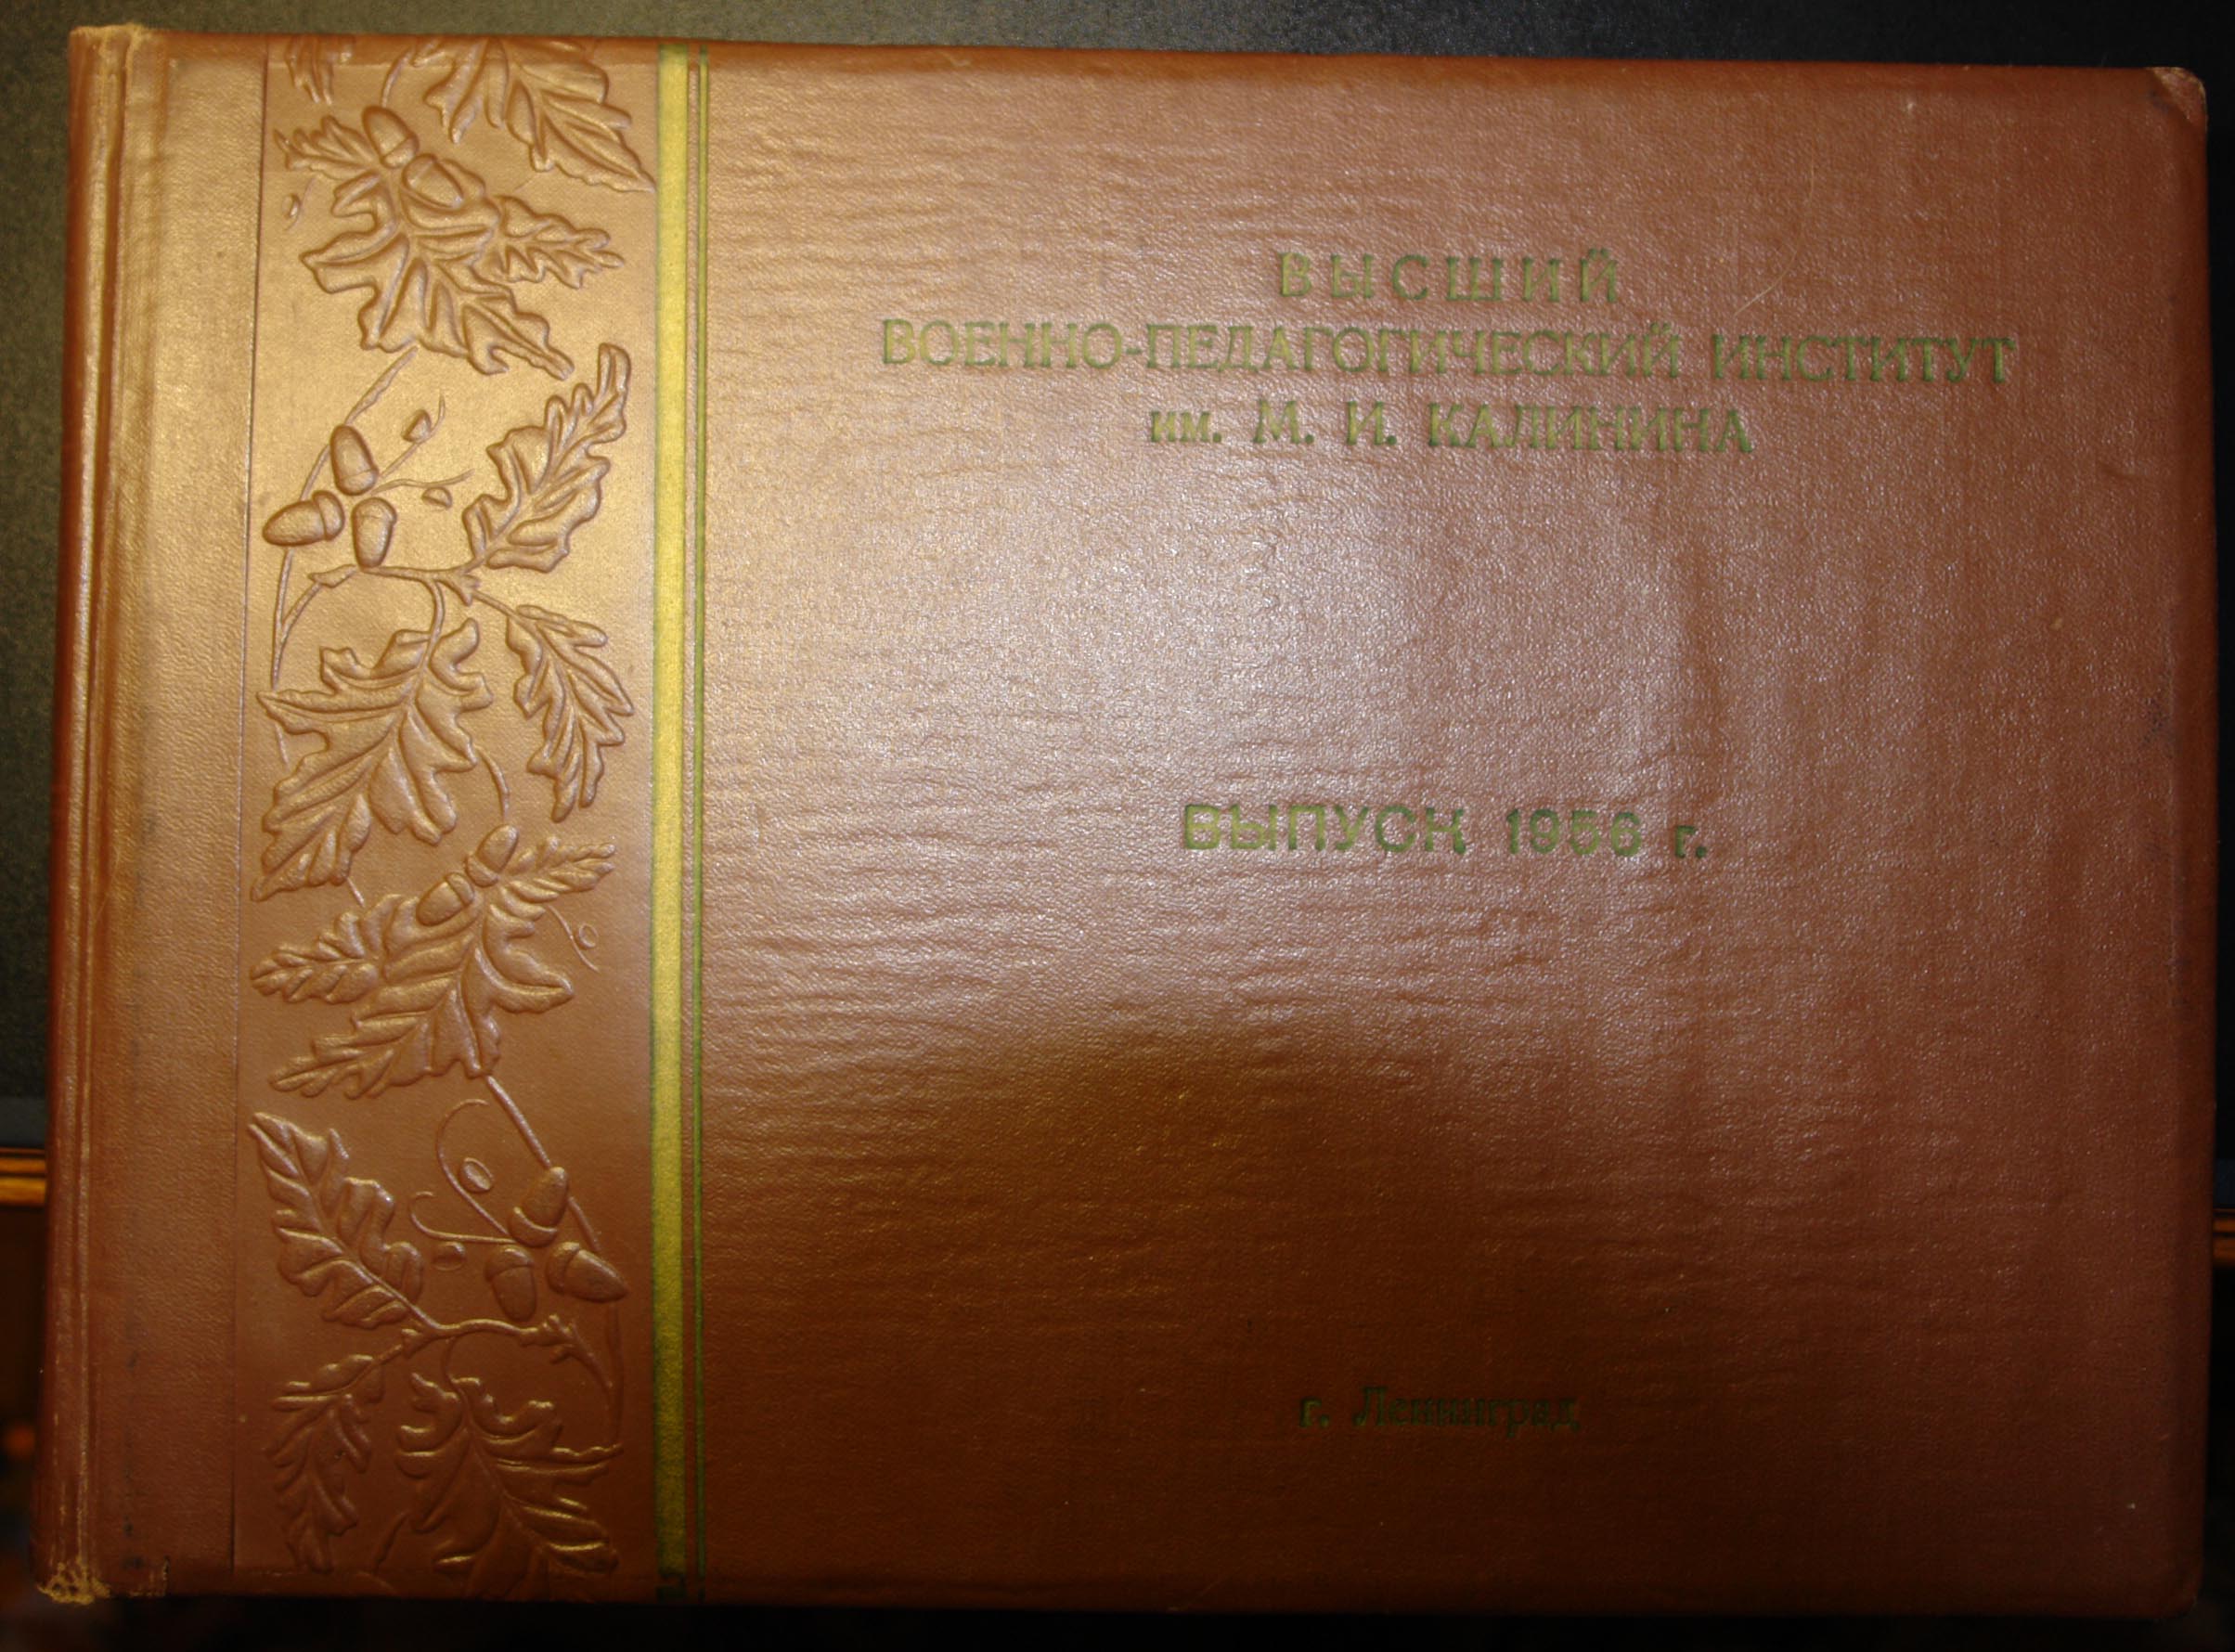 ВЫСШИЙ
ВОЕННО-ПЕДАГОГИЧЕСКИЙ ИНСТИТУТ
им. М. И. КАЛИНИНА
ВЫПУСК 1956 г.
г. Ленинград